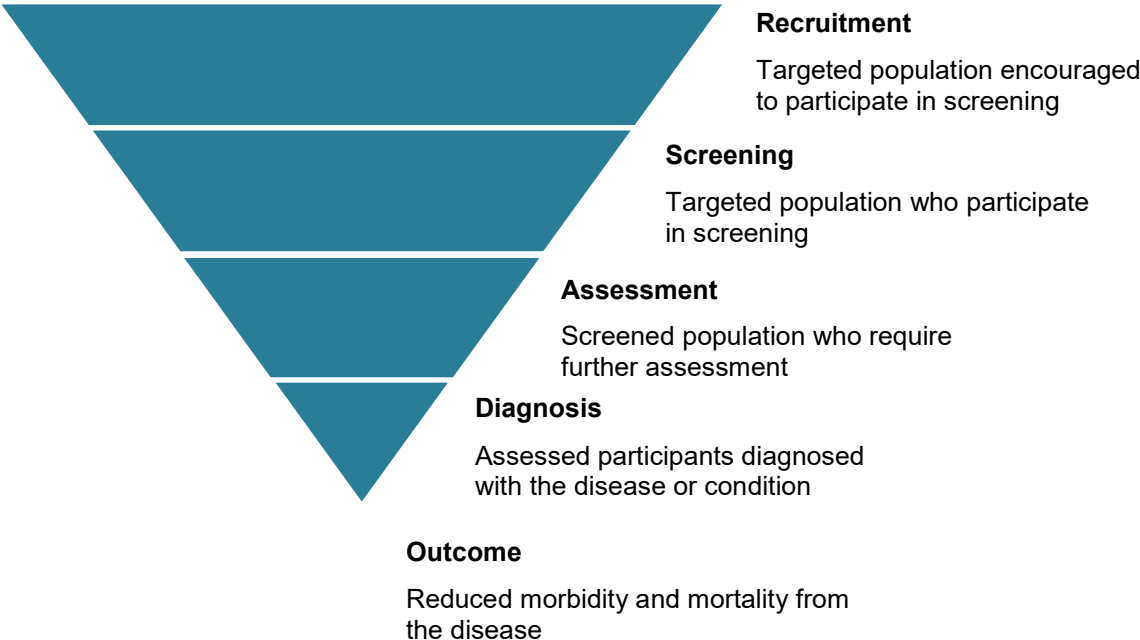 Recruitment
Targeted population encouraged
to participate in screening
Screening
Targeted population who participate
in screening
Assessment
Screened population who require
further assessment
Diagnosis
Assessed participants diagnosed
with the disease or condition
Outcome
Reduced morbidity and mortality from
the disease